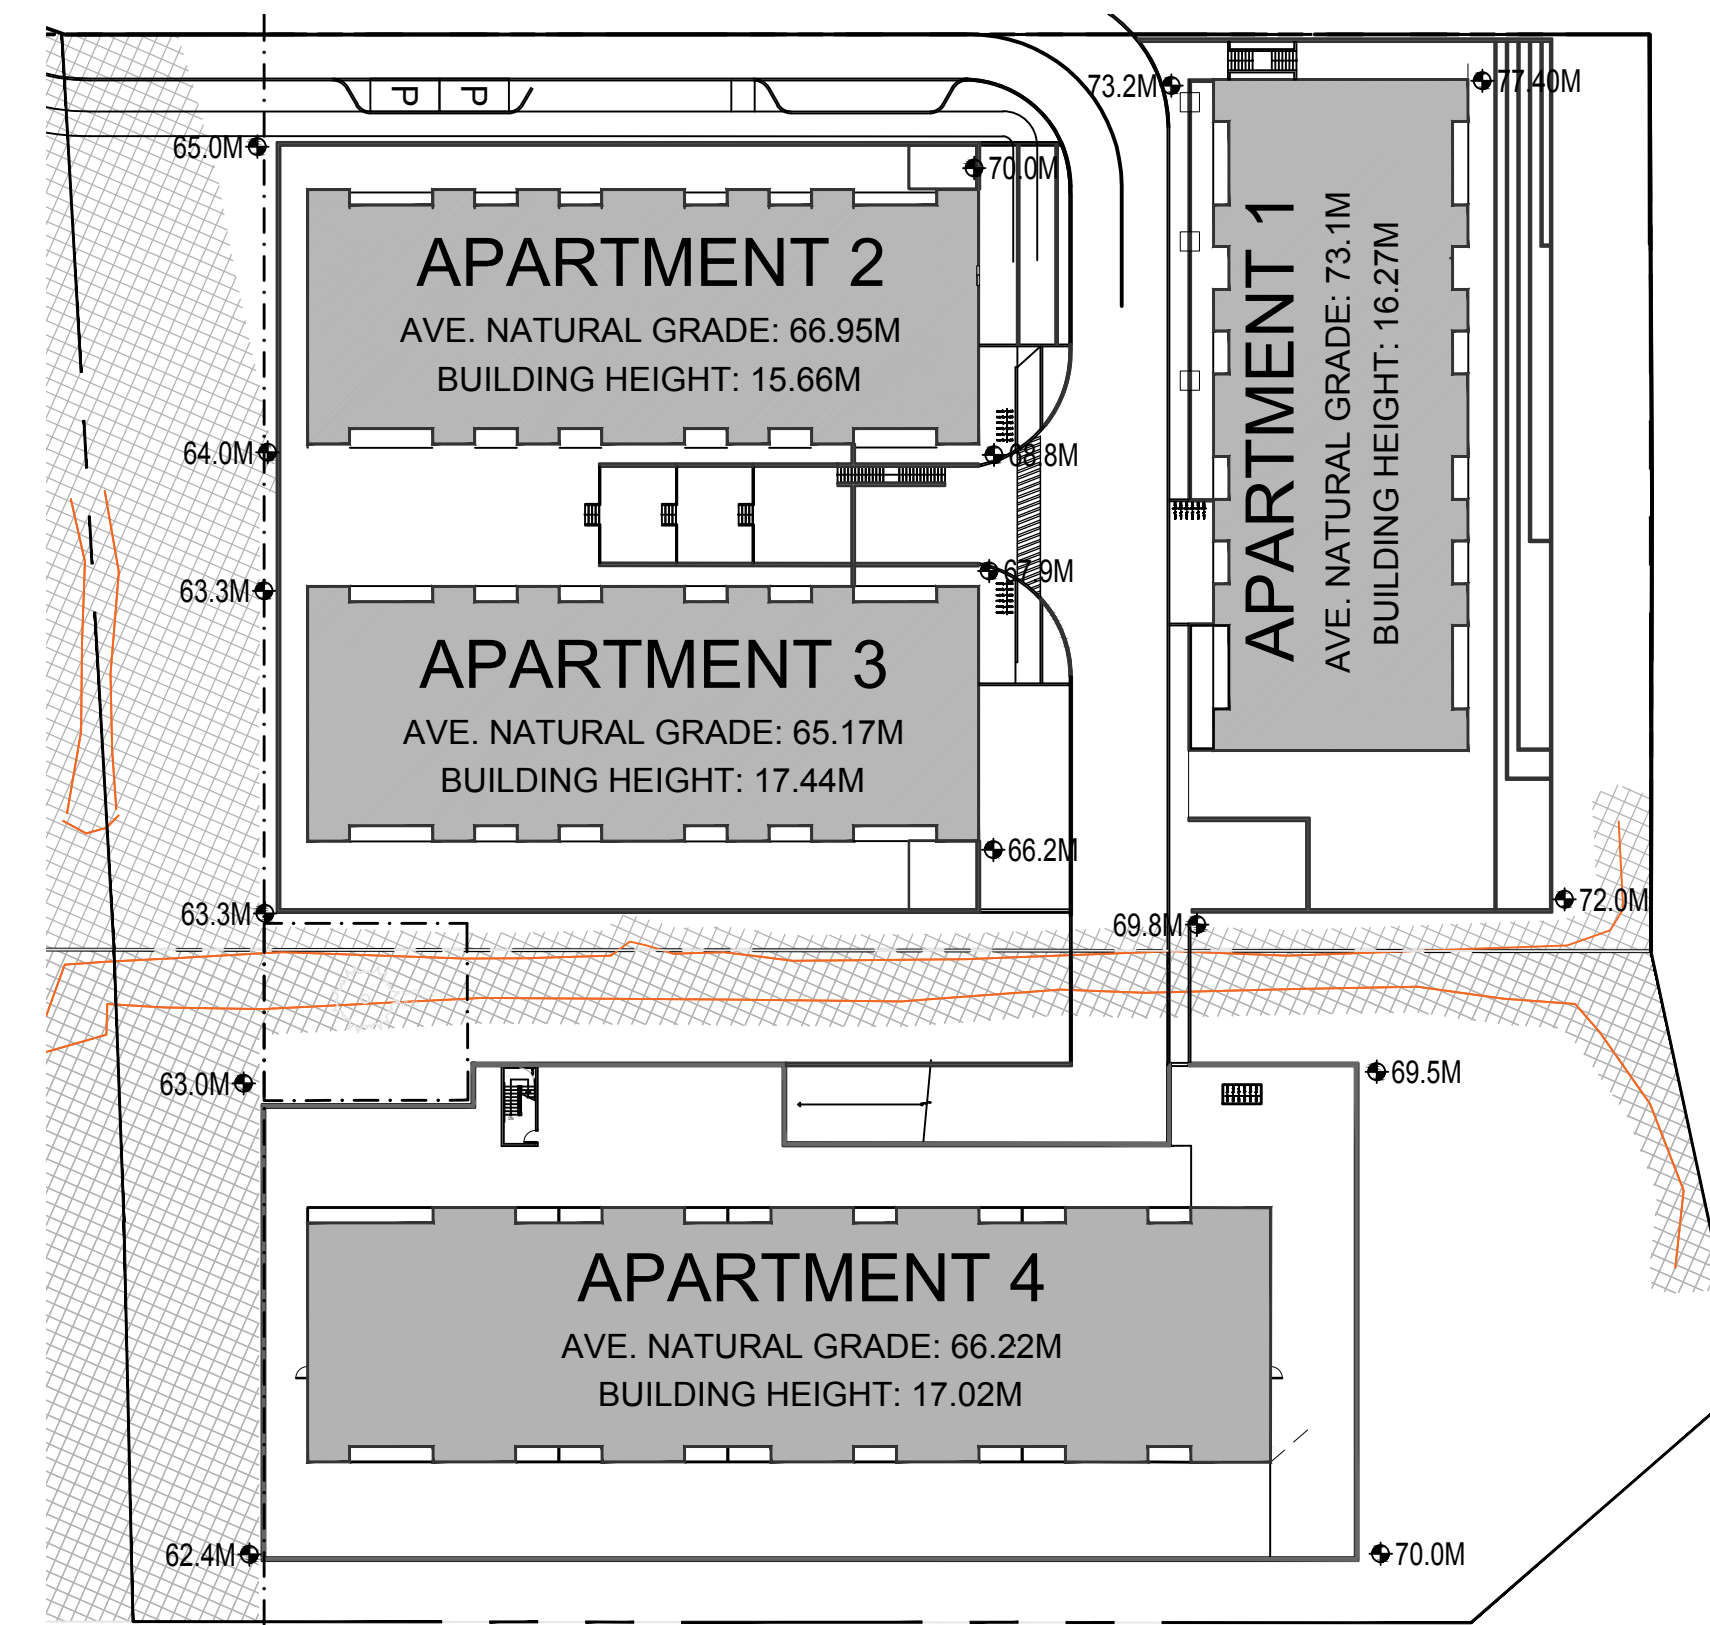 P P
73.2M
77.40M
65.0M
70.0M
APARTMENT 2
AVE. NATURAL GRADE: 66.95M
BUILDING HEIGHT: 15.66M
APARTMENT 1
AVE. NATURAL GRADE: 73.1M
BUILDING HEIGHT: 16.27M
64.0M
68.8M
63.3M
67.9M
APARTMENT 3
AVE. NATURAL GRADE: 65.17M
BUILDING HEIGHT: 17.44M
66.2M
63.3M
69.8M
72.0M
63.0M
69.5M
APARTMENT 4
AVE. NATURAL GRADE: 66.22M
BUILDING HEIGHT: 17.02M
62.4M
70.0M